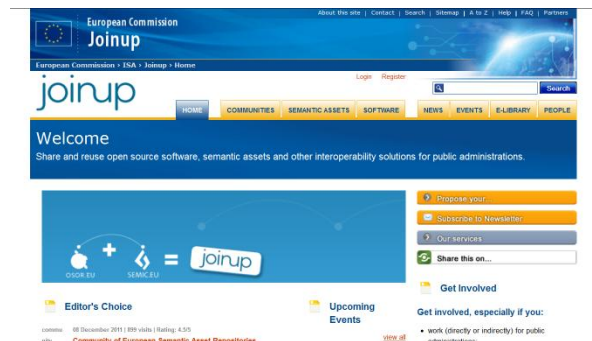 About this site | Contact | Search | Sitemap | A to Z | Help | FAQ | Partners
European Commission
Joinup
European Commission > ISA > Joinup > Home
Login Register
joinup
Search
HOME COMMUNITIES SEMANTIC ASSETS SOFTWARE NEWS EVENTS E-LIBRARY PEOPLE
Welcome
Share and reuse open source software, semantic assets and other interoperability solutions for public administrations.
Propose your...
Subscribe to Newsletter
Our services
Share this on...
+ = joinup
OSOR.EU SEMIC.EU
Get Involved
Editor's Choice
Upcoming
Events
Get involved, especially if you:
08 December 2011 | 899 visits | Rating: 4.5/5
Community of European Semantic Asset Repositories
view all
• work (directly or indirectly) for public